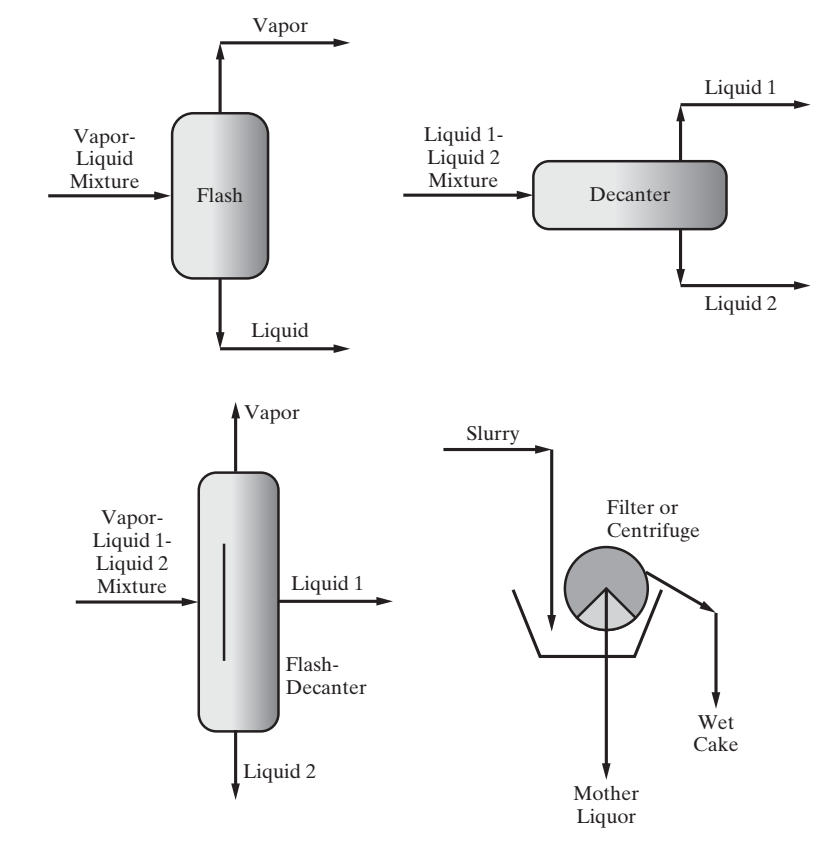 Vapor
Vapor-
Liquid
Mixture
Flash
Liquid
Liquid 1
Liquid 1-
Liquid 2
Mixture
Decanter
Liquid 2
Vapor
Vapor-
Liquid 1-
Liquid 2
Mixture
Liquid 1
Flash-
Decanter
Liquid 2
Slurry
Filter or
Centrifuge
Wet
Cake
Mother
Liquor